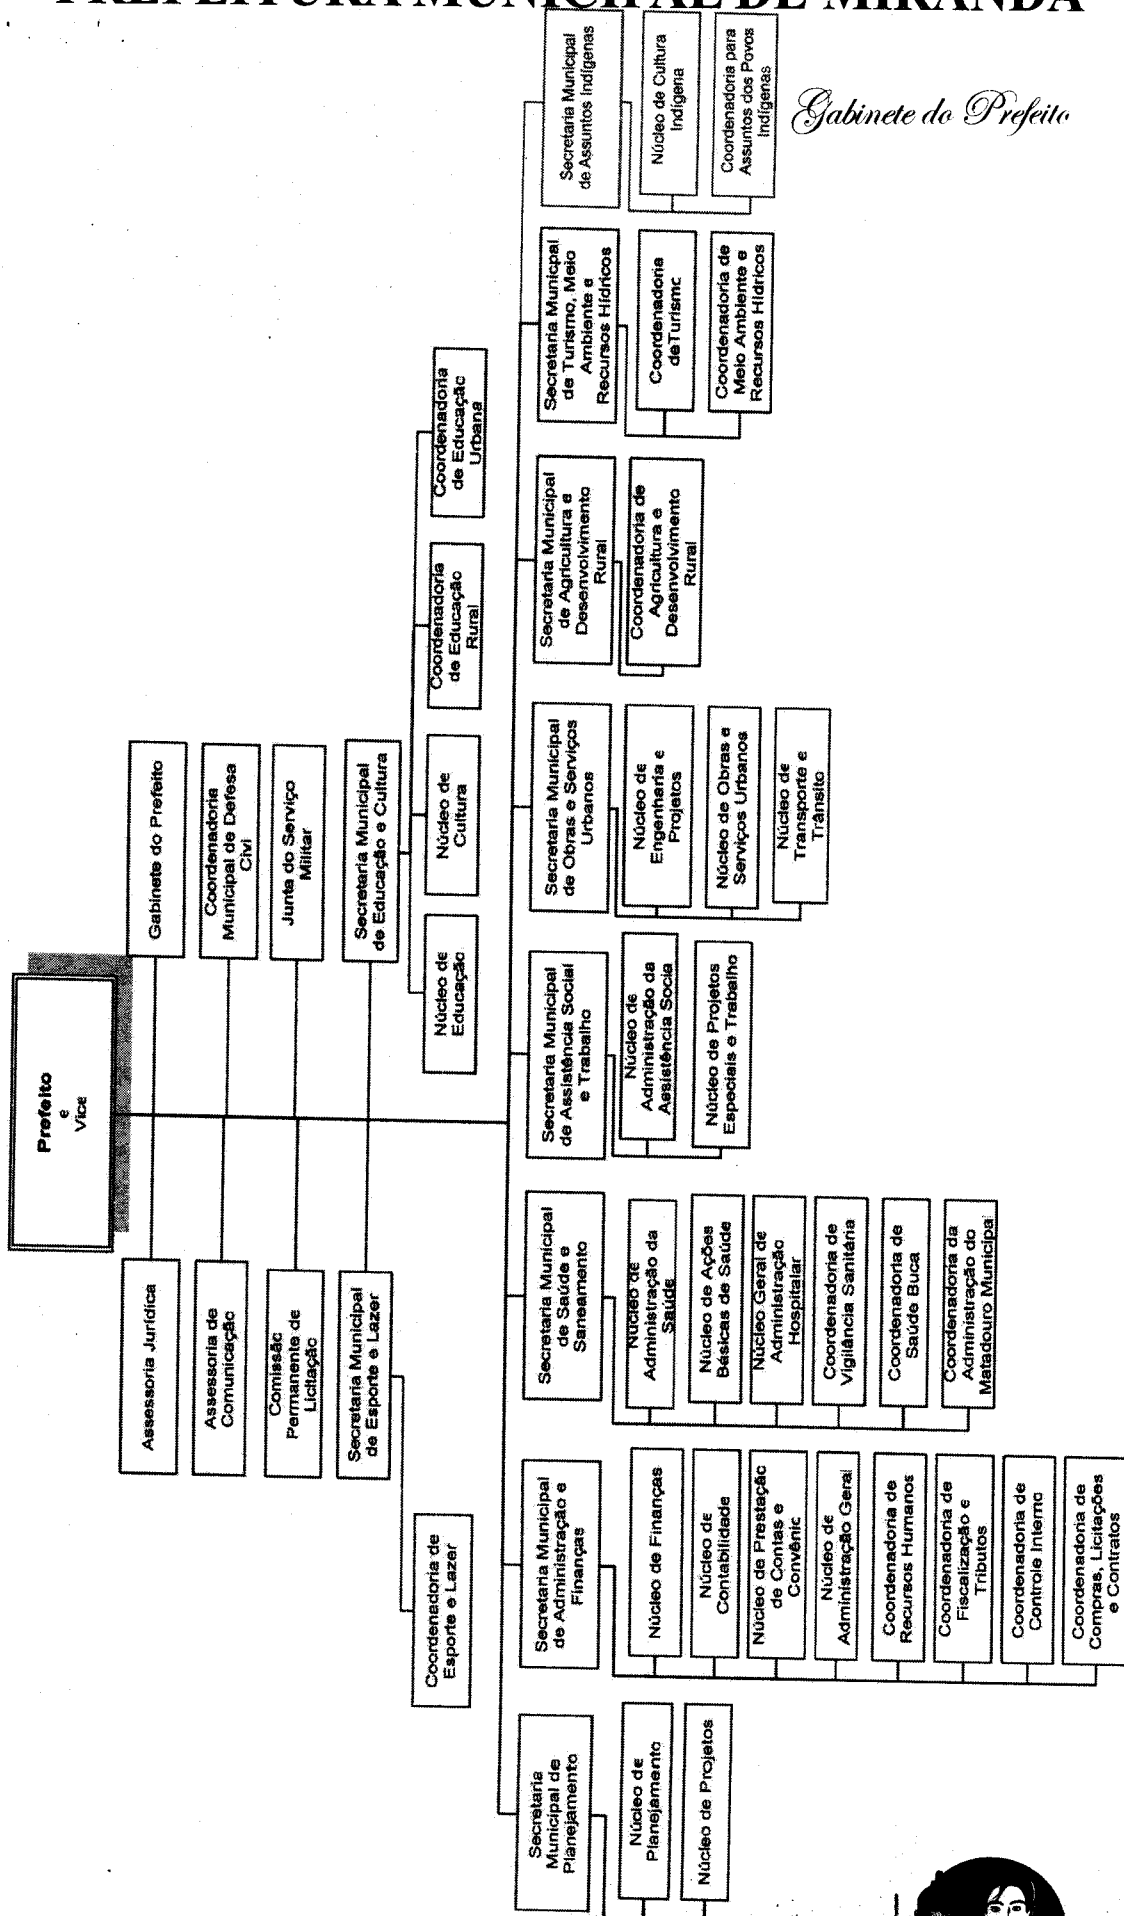 PREFEITURA MUNICIPAL DE MIRANDA
Gabinete do Prefeito
Prefeito
e
Vice
Assessoria Jurídica
Gabinete do Prefeito
Assessoria de
Comunicação
Coordenadoria
Municipal de Defesa
Civi
Comissão
Permanente de
Licitação
Junta do Serviço
Militar
Secretaria Municipal
de Esporte e Lazer
Secretaria Municipal
de Educação e Cultura
Coordenadoria de
Esporte e Lazer
Núcleo de
Educação
Núcleo de
Cultura
Coordenadoria
de Educação
Rural
Coordenadoria
de Educação
Urbana
Secretaria
Municipal de
Planejamento
Núcleo de
Planejamento
Núcleo de Projetos
Secretaria Municipal
de Administração e
Finanças
Núcleo de Finanças
Núcleo de
Contabilidade
Núcleo de Prestação
de Contas e
Convênic
Núcleo de
Administração Geral
Coordenadoria de
Recursos Humanos
Coordenadoria de
Fiscalização e
Tributos
Coordenadoria de
Controle Interno
Coordenadoria de
Compras, Licitações
e Contratos
Secretaria Municipal
de Saúde e
Saneamento
Núcleo de
Administração da
Saúde
Núcleo de Ações
Básicas de Saúde
Núcleo Geral de
Administração
Hospitalar
Coordenadoria de
Vigilância Sanitária
Coordenadoria de
Saúde Buca
Coordenadoria da
Administração do
Matadouro Municipal
Secretaria Municipal
de Assistência Social
e Trabalho
Núcleo de
Administração da
Assistência Socia
Núcleo de Projetos
Especiais e Trabalho
Secretaria Municipal
de Obras e Serviços
Urbanos
Núcleo de
Engenharia e
Projetos
Núcleo de Obras e
Serviços Urbanos
Núcleo de
Transporte e
Trânsito
Secretaria Municipal
de Agricultura e
Desenvolvimento
Rural
Coordenadoria de
Agricultura e
Desenvolvimento
Rural
Secretaria Municpal
de Turismo, Meio
Ambiente e
Recursos Hídricos
Coordenadoria
deTurismc
Coordenadoria de
Meio Ambiente e
Recursos Hídricos
Secretaria Municipal
de Assuntos Indígenas
Núcleo de Cultura
Indígena
Coordenadoria para
Assuntos dos Povos
Indígenas